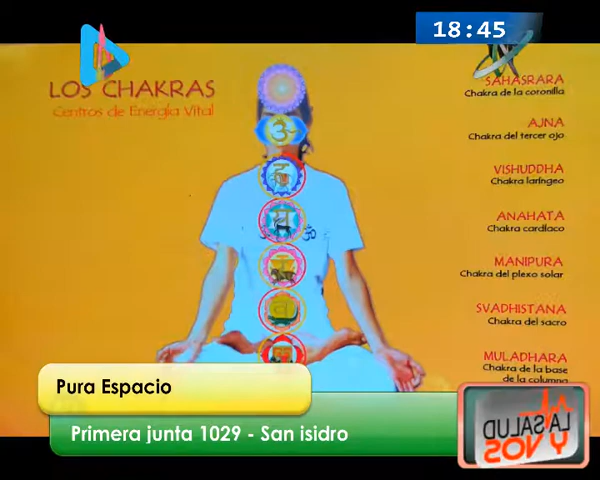 18:45
LOS CHAKRAS
Centros de Energía Vital
SAHASRARA
Chakra de la coronilla
AJNA
Chakra del tercer ojo
VISHUDDHA
Chakra laríngeo
ANAHATA
Chakra cardíaco
MANIPURA
Chakra del plexo solar
SVADHISTANA
Chakra del sacro
MULADHARA
Chakra de la base
de la columna
Pura Espacio
Primera junta 1029 - San isidro
LA SALUD
Y VOS